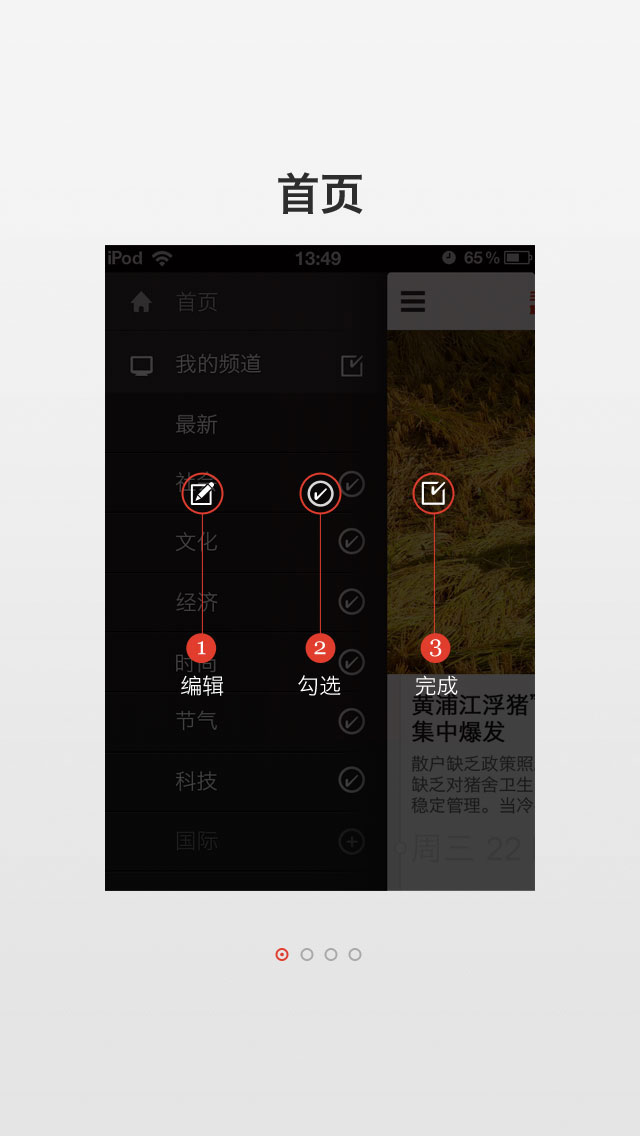 首页
iPod 13:49 65%
首页
我的频道
最新
社会
文化
经济
时尚
节气
科技
国际
1 2 3
编辑 勾选 完成
黄浦江浮猪”
集中爆发
散户缺乏政策照
缺乏对猪舍卫生
稳定管理。当冷
周三 22